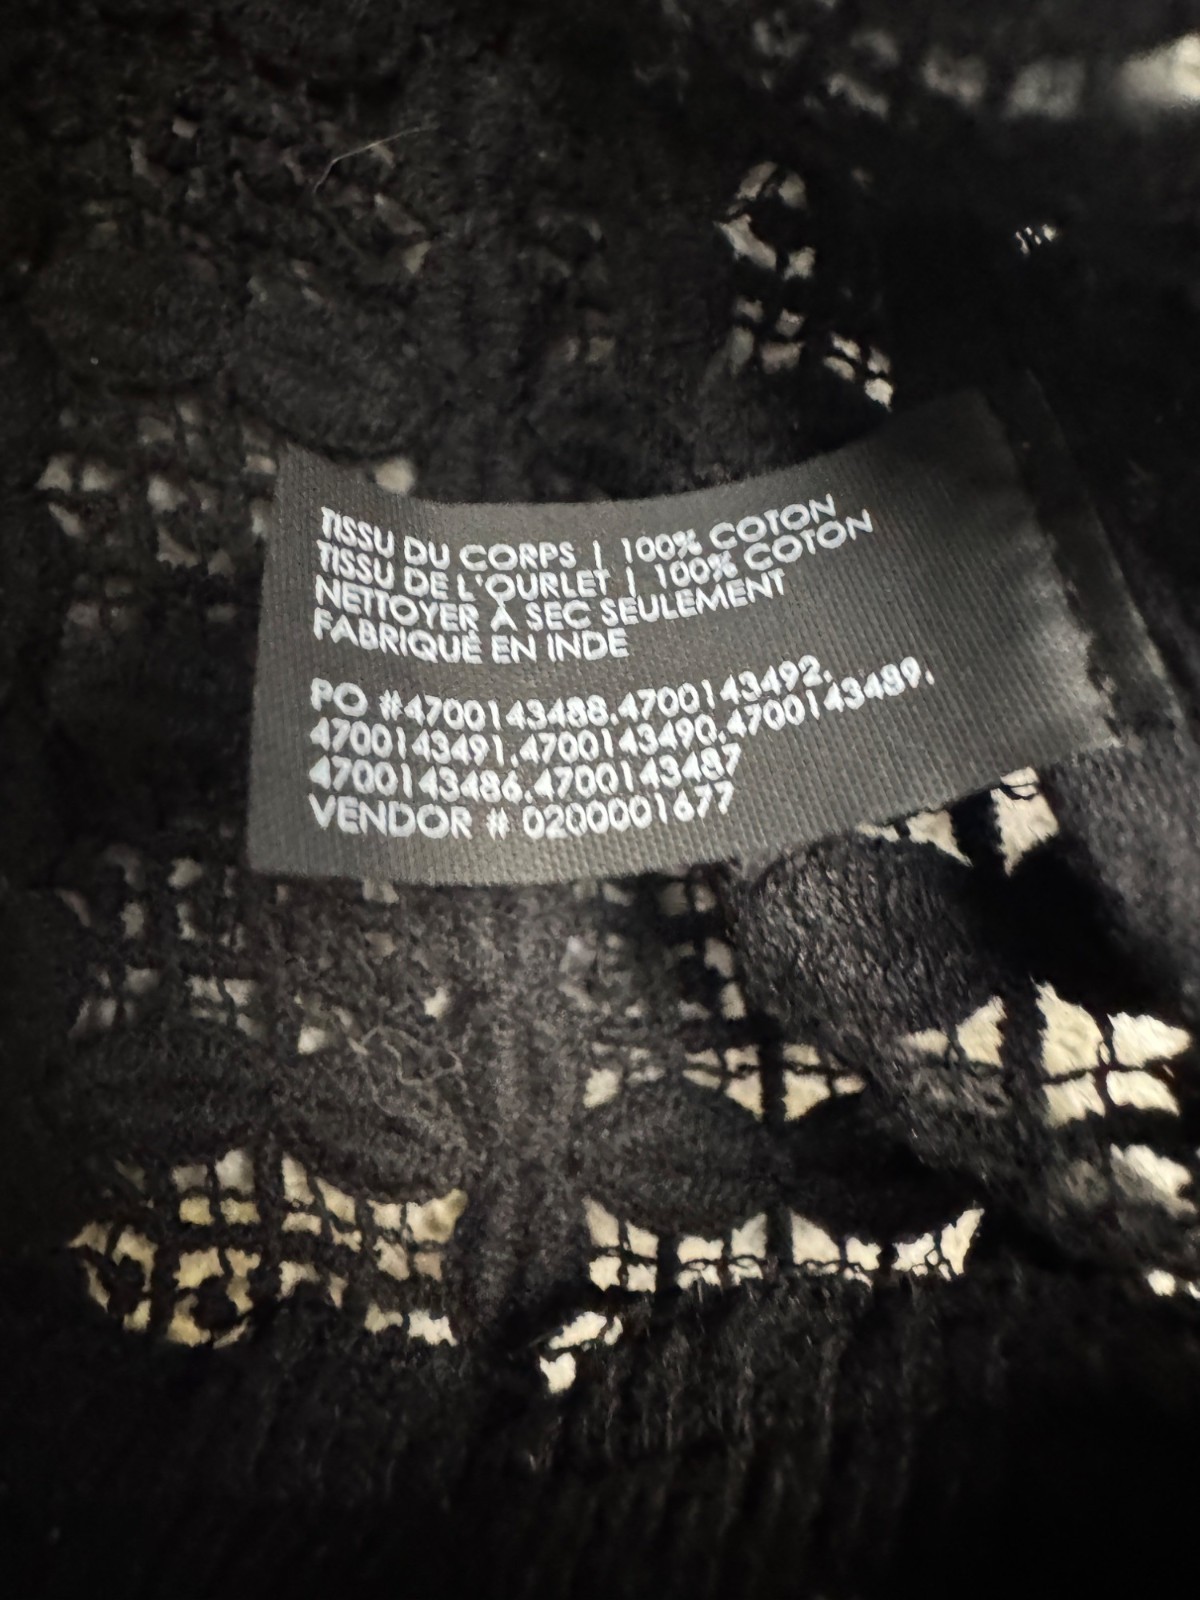 TISSU DU CORPS | 100% COTON
TISSU DE L'OURLET | 100% COTON
NETTOYER À SEC SEULEMENT
FABRIQUÉ EN INDE
PO #4700143488,4700143492,
4700143491,4700143490,4700143489,
4700143486,4700143487
VENDOR # 0200001677